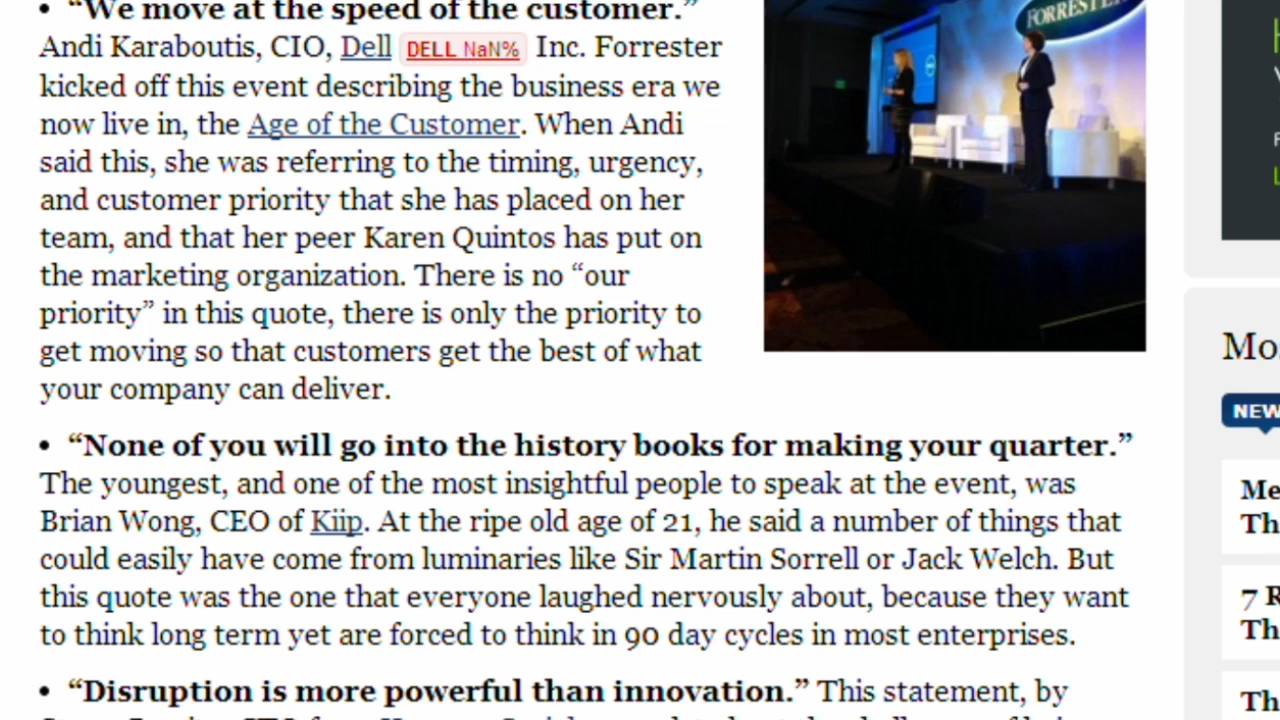 • “We move at the speed of the customer.”
Andi Karaboutis, CIO, Dell DELL NaN% Inc. Forrester
kicked off this event describing the business era we
now live in, the Age of the Customer. When Andi
said this, she was referring to the timing, urgency,
and customer priority that she has placed on her
team, and that her peer Karen Quintos has put on
the marketing organization. There is no “our
priority” in this quote, there is only the priority to
get moving so that customers get the best of what
your company can deliver.
FORRESTER
• “None of you will go into the history books for making your quarter.”
The youngest, and one of the most insightful people to speak at the event, was
Brian Wong, CEO of Kiip. At the ripe old age of 21, he said a number of things that
could easily have come from luminaries like Sir Martin Sorrell or Jack Welch. But
this quote was the one that everyone laughed nervously about, because they want
to think long term yet are forced to think in 90 day cycles in most enterprises.
• “Disruption is more powerful than innovation.” This statement, by
Mo
NEW
Me
Th
7 R
Th
Th